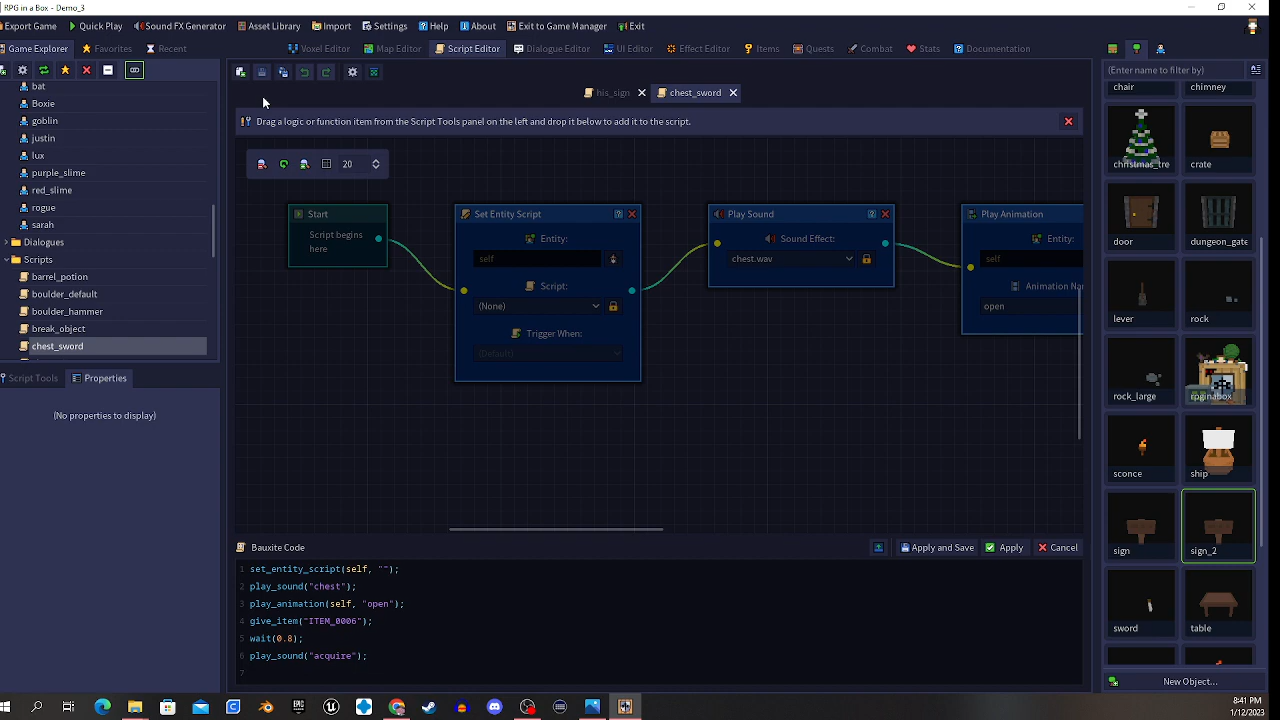 RPG in a Box - Demo_3
Export Game Quick Play Sound FX Generator Asset Library Import Settings Help About Exit to Game Manager Exit
Game Explorer Favorites Recent Voxel Editor Map Editor Script Editor Dialogue Editor UI Editor Effect Editor Items Quests Combat Stats Documentation
(Enter name to filter by)
bat
Boxie
goblin
justin
lux
purple_slime
red_slime
rogue
sarah
Dialogues
Scripts
barrel_potion
boulder_default
boulder_hammer
break_object
chest_sword
Script Tools Properties
(No properties to display)
his_sign chest_sword
Drag a logic or function item from the Script Tools panel on the left and drop it below to add it to the script.
20
Start
Script begins
here
Set Entity Script
Entity:
self
Script:
(None)
Trigger When:
(Default)
Play Sound
Sound Effect:
chest.wav
Play Animation
Entity:
self
Animation Na
open
Bauxite Code Apply and Save Apply Cancel
1 set_entity_script(self, "");
2 play_sound("chest");
3 play_animation(self, "open");
4 give_item("ITEM_0006");
5 wait(0.8);
6 play_sound("acquire");
7
chair chimney
christmas_tre crate
door dungeon_gate
lever rock
rock_large rpginabox
sconce ship
sign sign_2
sword table
New Object...
8:41 PM
1/12/2023